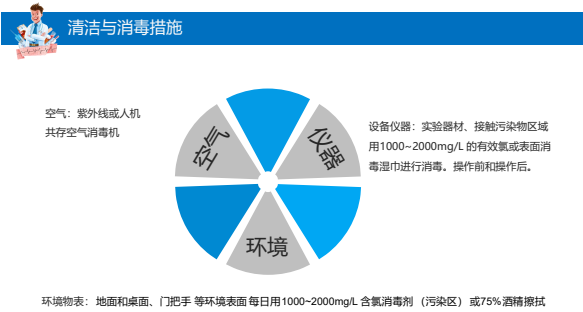 清洁与消毒措施
空气：紫外线或人机
共存空气消毒机
空气
仪器
设备仪器：实验器材、接触污染物区域
用1000~2000mg/L 的有效氯或表面消
毒湿巾进行消毒。操作前和操作后。
环境
环境物表：地面和桌面、门把手 等环境表面 每日用1000~2000mg/L 含氯消毒剂 （污染区）或75% 酒精擦拭